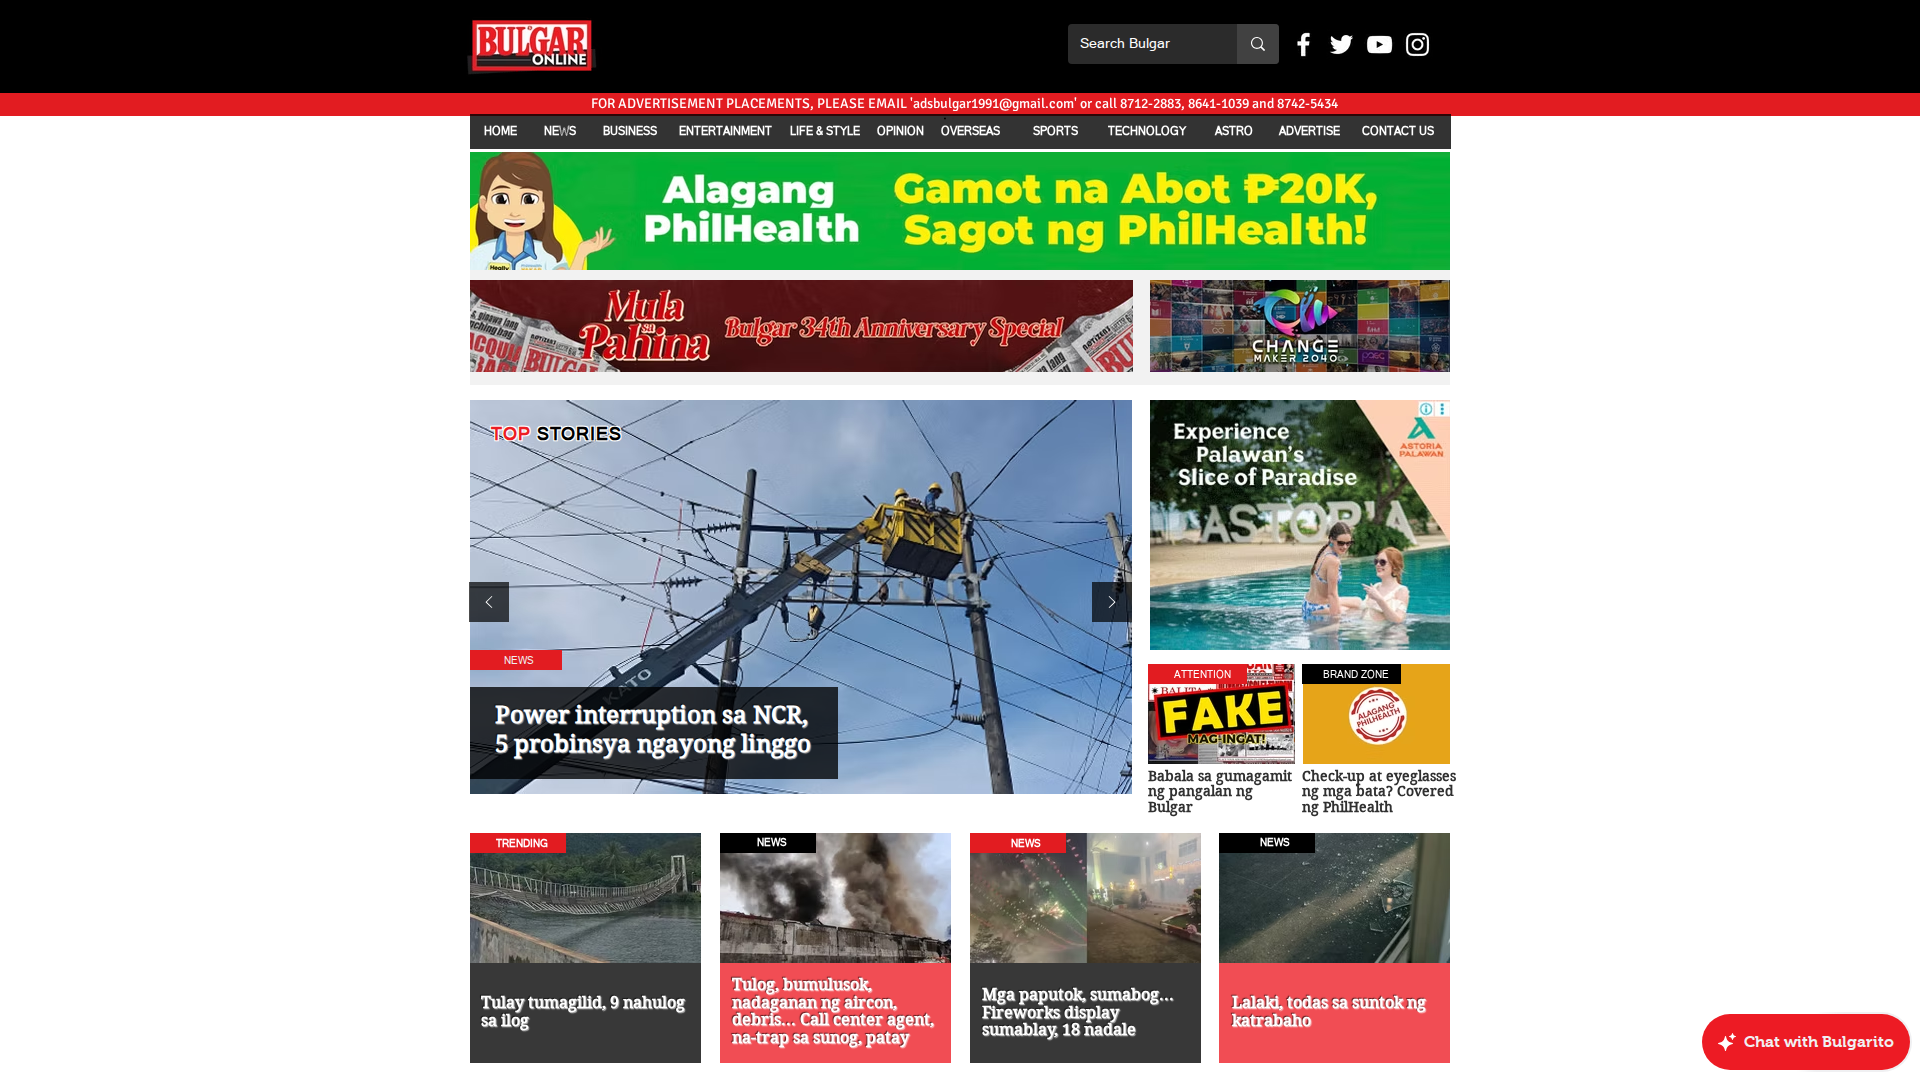 BULGAR
ONLINE
Search Bulgar
FOR ADVERTISEMENT PLACEMENTS, PLEASE EMAIL 'adsbulgar1991@gmail.com' or call 8712-2883, 8641-1039 and 8742-5434
HOME NEWS BUSINESS ENTERTAINMENT LIFE & STYLE OPINION OVERSEAS SPORTS TECHNOLOGY ASTRO ADVERTISE CONTACT US
Alagang
PhilHealth
Gamot na Abot ₱20K,
Sagot ng PhilHealth!
Mula
sa
Pahina
Bulgar 34th Anniversary Special
CHANGE
MAKER 2040
TOP STORIES
KATO
NEWS
Power interruption sa NCR,
5 probinsya ngayong linggo
Experience
Palawan's
Slice of Paradise
ASTORIA
PALAWAN
ASTORIA
ATTENTION
FAKE
MAG-INGAT!
Babala sa gumagamit
ng pangalan ng
Bulgar
BRAND ZONE
ALAGANG
PHILHEALTH
Check-up at eyeglasses
ng mga bata? Covered
ng PhilHealth
TRENDING
Tulay tumagilid, 9 nahulog
sa ilog
NEWS
Tulog, bumulusok,
nadaganan ng aircon,
debris... Call center agent,
na-trap sa sunog, patay
NEWS
Mga paputok, sumabog...
Fireworks display
sumablay, 18 nadale
NEWS
Lalaki, todas sa suntok ng
katrabaho
Chat with Bulgarito